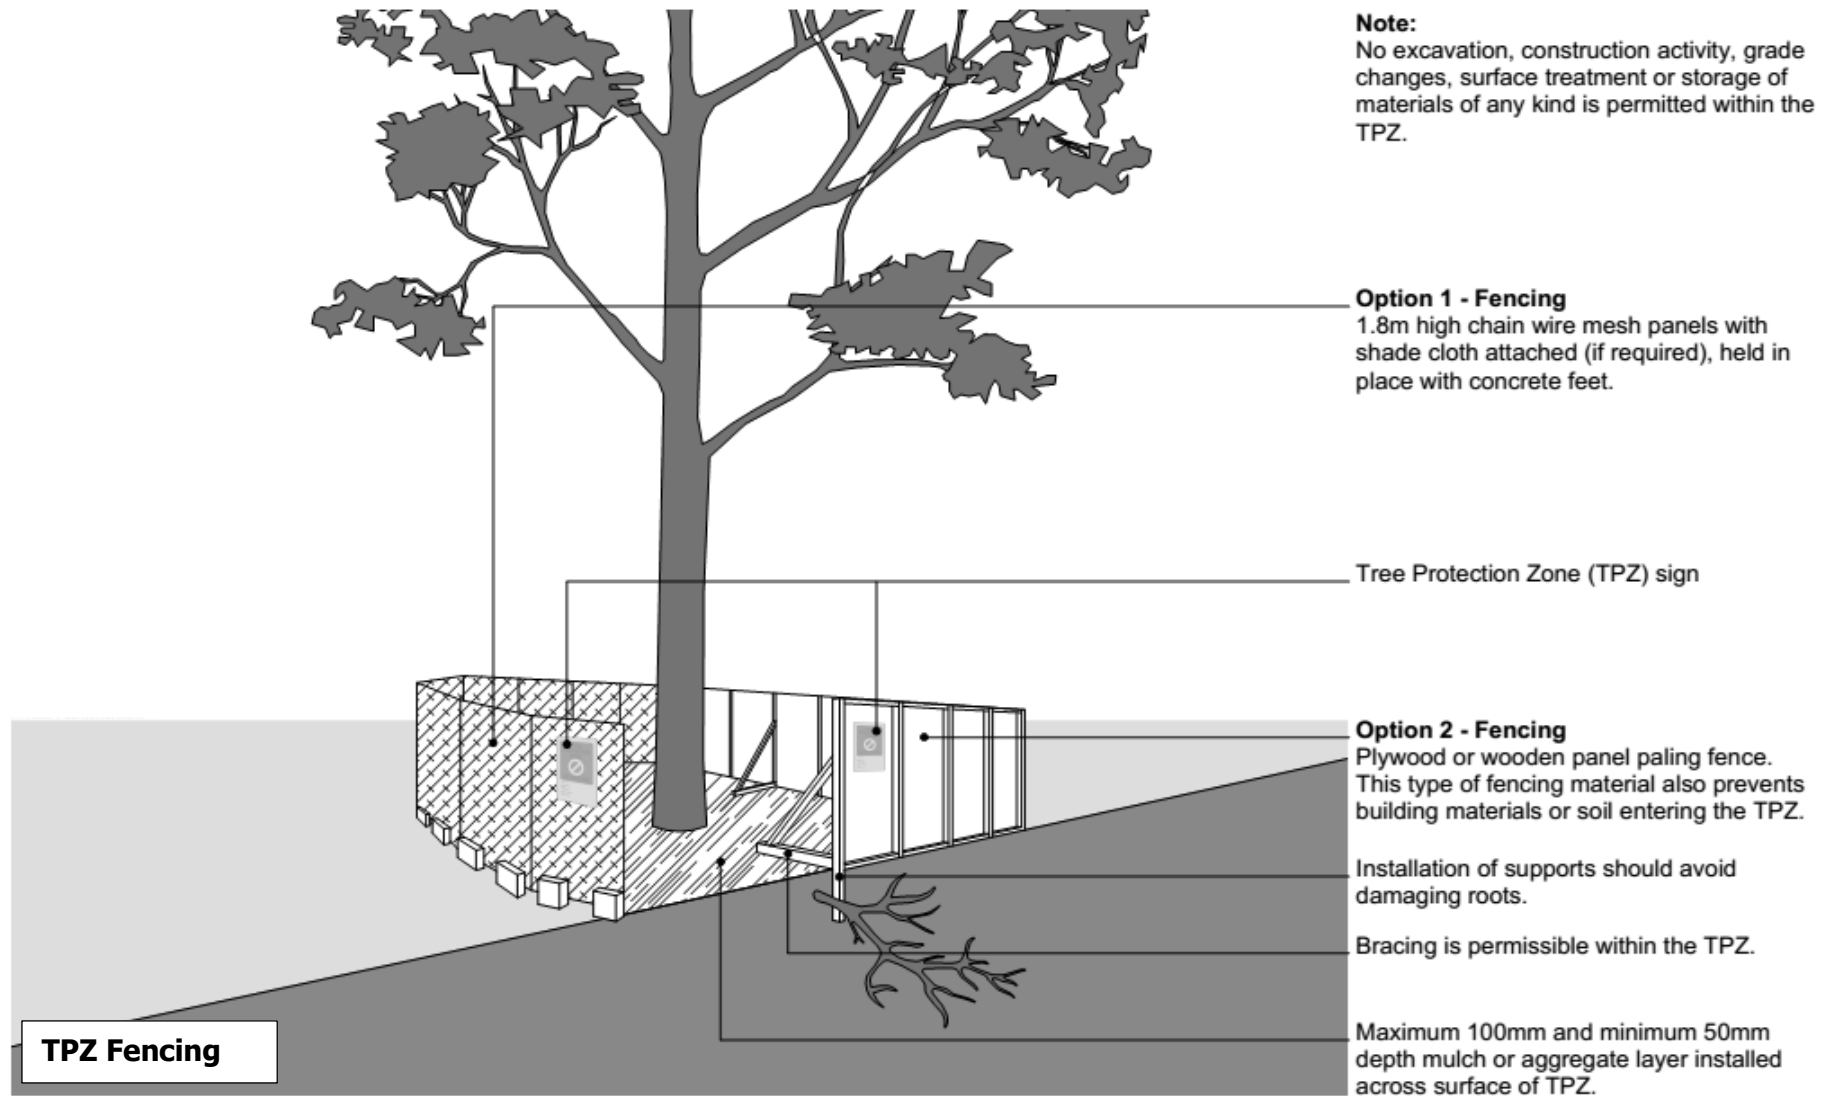 Note:
No excavation, construction activity, grade
changes, surface treatment or storage of
materials of any kind is permitted within the
TPZ.
Option 1 - Fencing
1.8m high chain wire mesh panels with
shade cloth attached (if required), held in
place with concrete feet.
Tree Protection Zone (TPZ) sign
Option 2 - Fencing
Plywood or wooden panel paling fence.
This type of fencing material also prevents
building materials or soil entering the TPZ.
Installation of supports should avoid
damaging roots.
Bracing is permissible within the TPZ.
Maximum 100mm and minimum 50mm
depth mulch or aggregate layer installed
across surface of TPZ.
TPZ Fencing